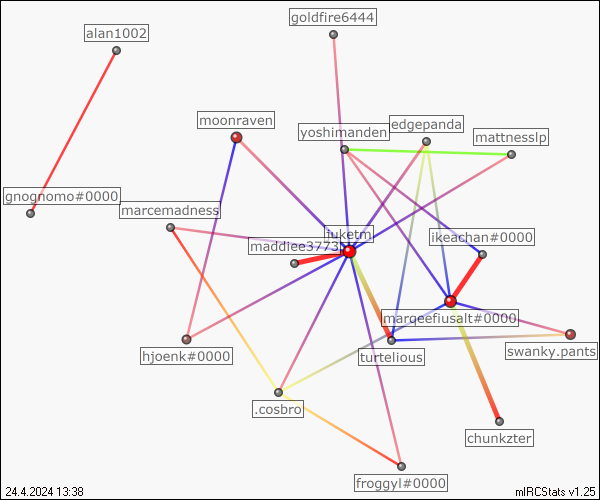 goldfire6444
alan1002
moonraven
edgepanda
yoshimanden
mattnesslp
gnognomo#0000
marcemadness
iuketm
ikeachan#0000
maddiee3773
marqeefiusalt#0000
hjoenk#0000
turtelious
swanky.pants
.cosbro
chunkzter
froggyl#0000
24.4.2024 13:38
mIRCStats v1.25